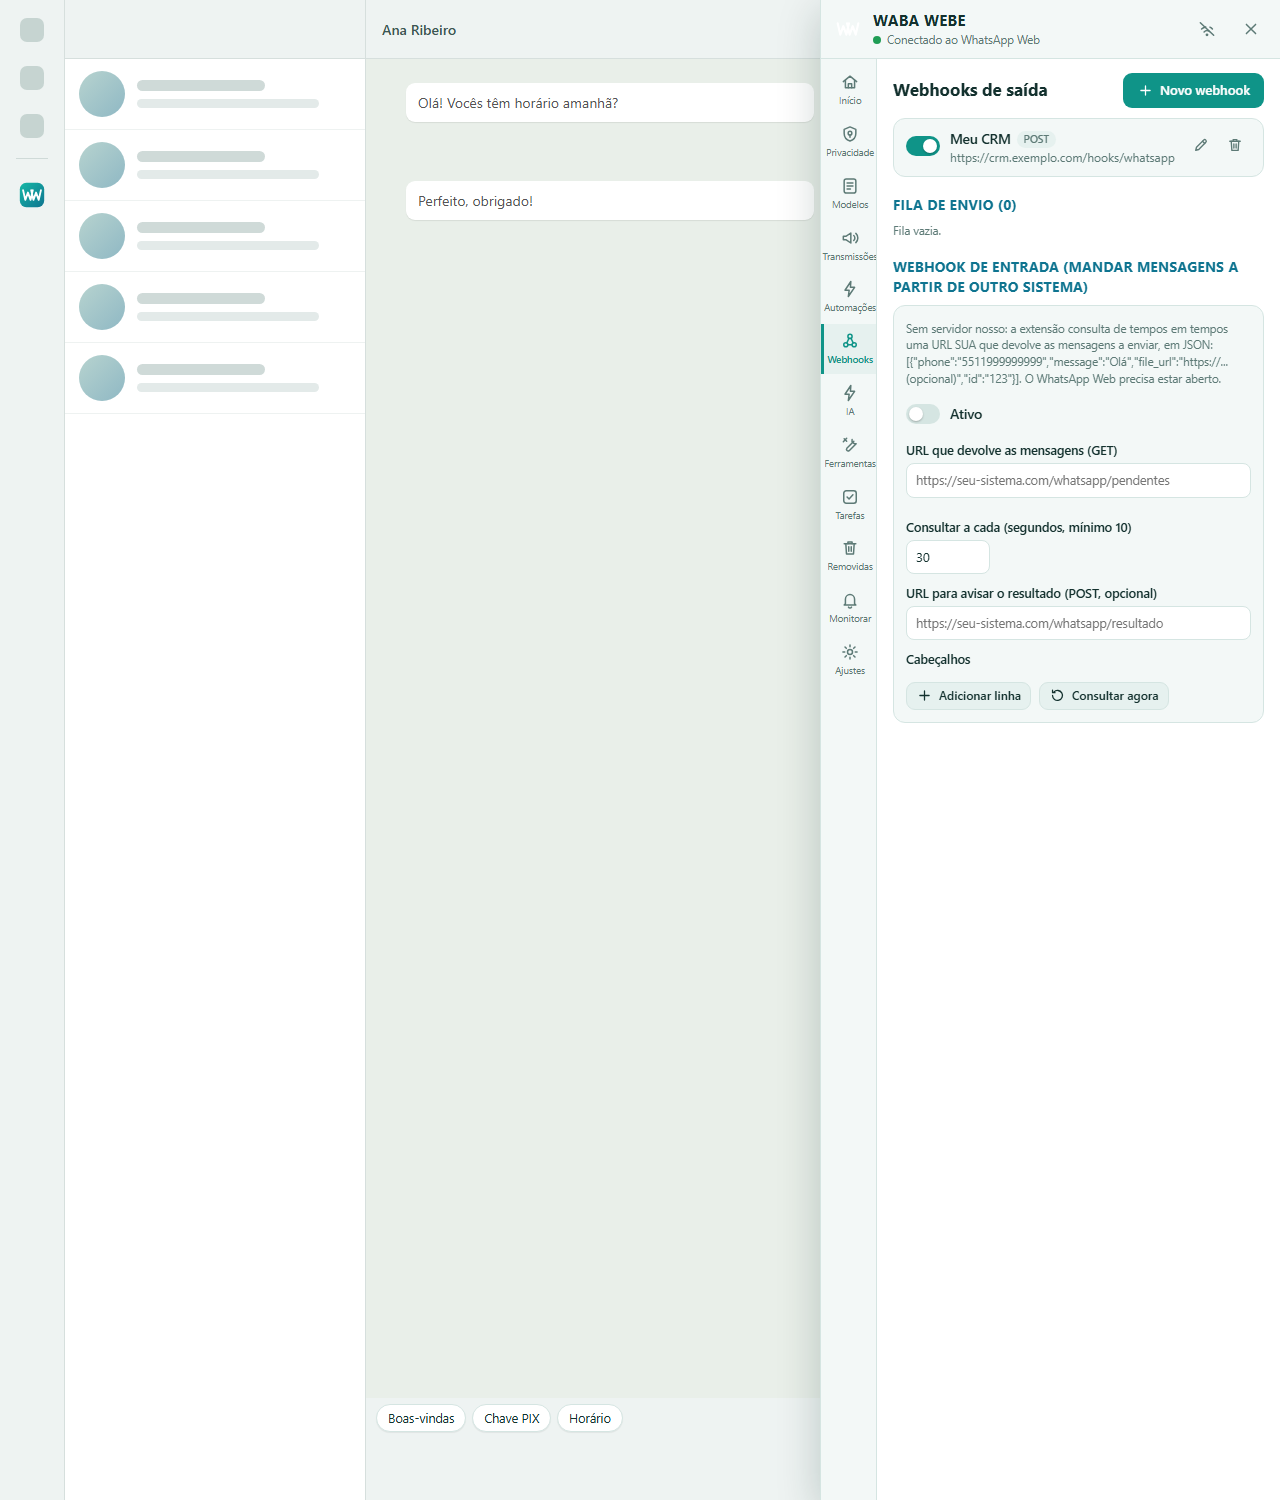 Ana Ribeiro
Olá! Vocês têm horário amanhã?
Perfeito, obrigado!
Boas-vindas
Chave PIX
Horário
WABA WEBE
Conectado ao WhatsApp Web
Início
Privacidade
Modelos
Transmissões
Automações
Webhooks
IA
Ferramentas
Tarefas
Removidas
Monitorar
Ajustes
Webhooks de saída
Novo webhook
Meu CRM POST
https://crm.exemplo.com/hooks/whatsapp
FILA DE ENVIO (0)
Fila vazia.
WEBHOOK DE ENTRADA (MANDAR MENSAGENS A
PARTIR DE OUTRO SISTEMA)
Sem servidor nosso: a extensão consulta de tempos em tempos
uma URL SUA que devolve as mensagens a enviar, em JSON:
[{"phone":"5511999999999","message":"Olá","file_url":"https://...
(opcional)","id":"123"}]. O WhatsApp Web precisa estar aberto.
Ativo
URL que devolve as mensagens (GET)
https://seu-sistema.com/whatsapp/pendentes
Consultar a cada (segundos, mínimo 10)
30
URL para avisar o resultado (POST, opcional)
https://seu-sistema.com/whatsapp/resultado
Cabeçalhos
Adicionar linha
Consultar agora